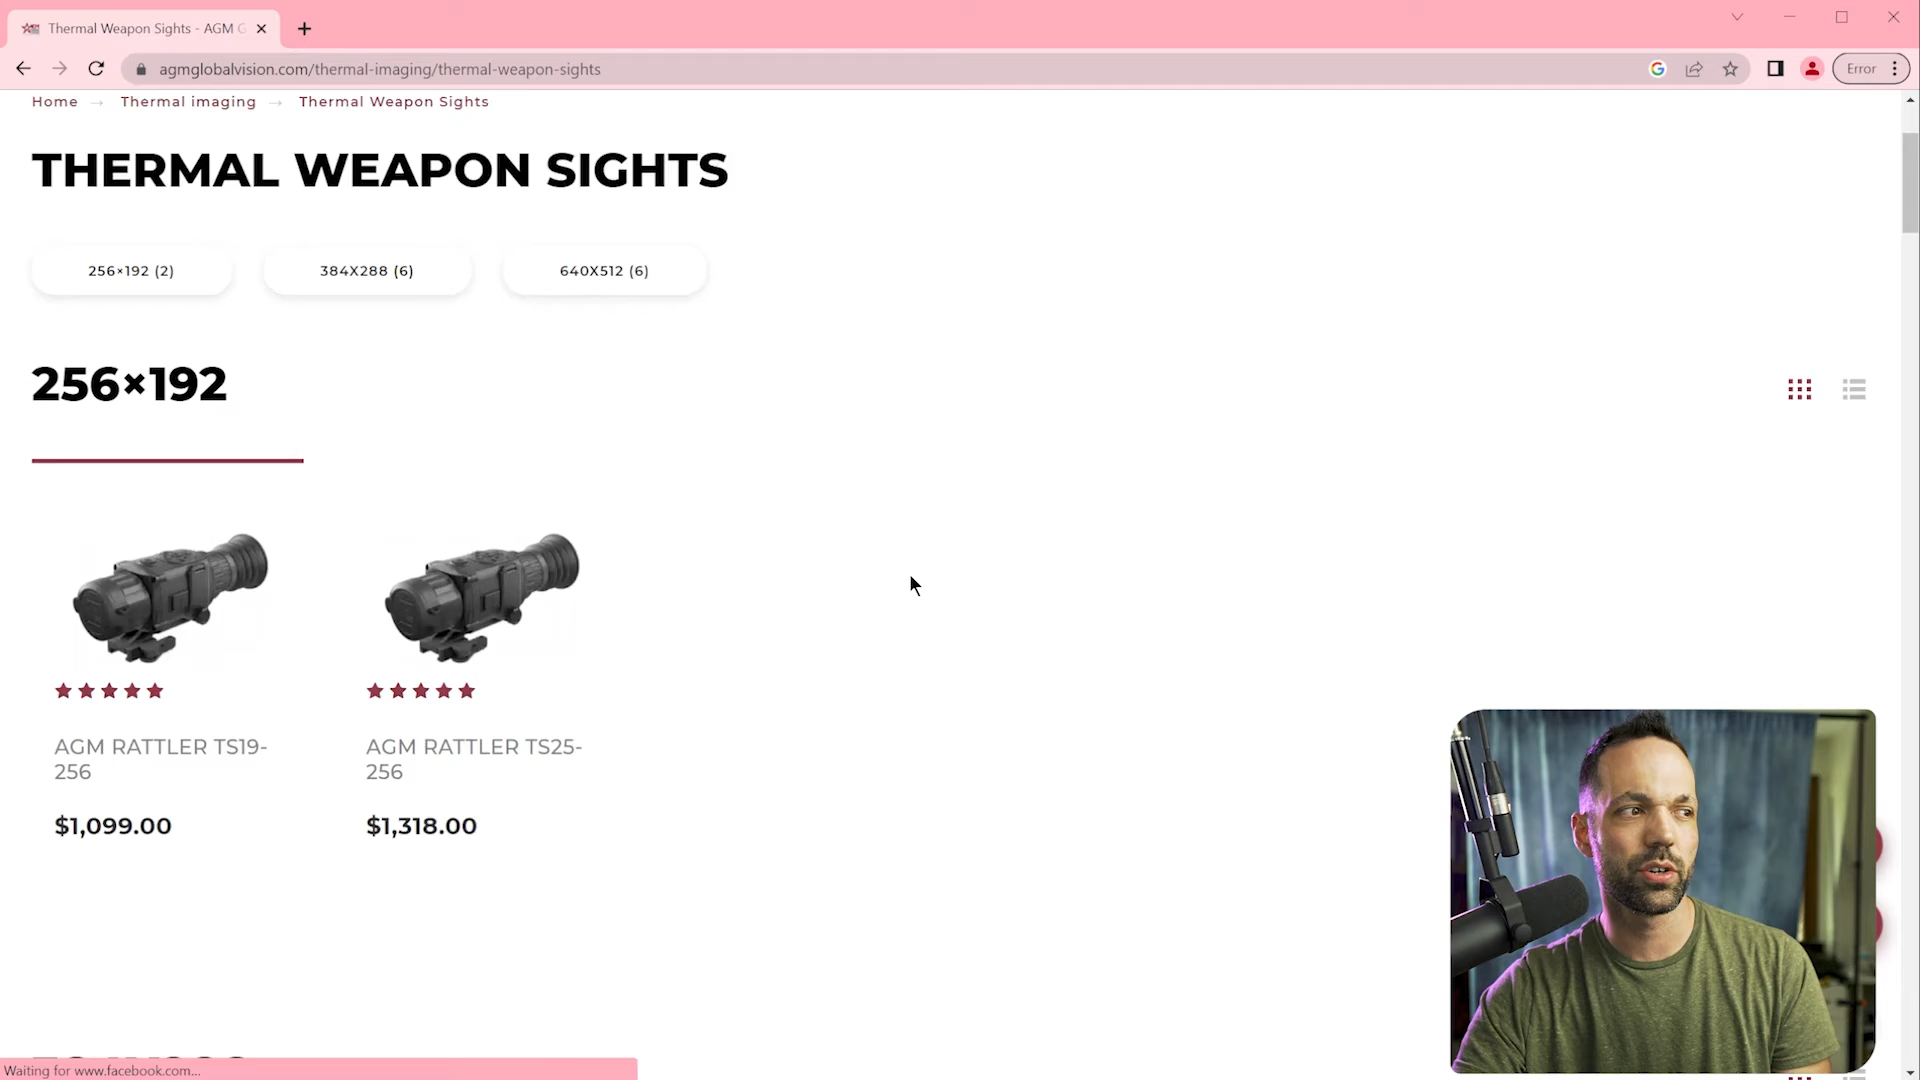 Thermal Weapon Sights - AGM G
agmglobalvision.com/thermal-imaging/thermal-weapon-sights
Error
Home → Thermal imaging → Thermal Weapon Sights
THERMAL WEAPON SIGHTS
256×192 (2)
384X288 (6)
640X512 (6)
256×192
AGM RATTLER TS19-
256
$1,099.00
AGM RATTLER TS25-
256
$1,318.00
Waiting for www.facebook.com...